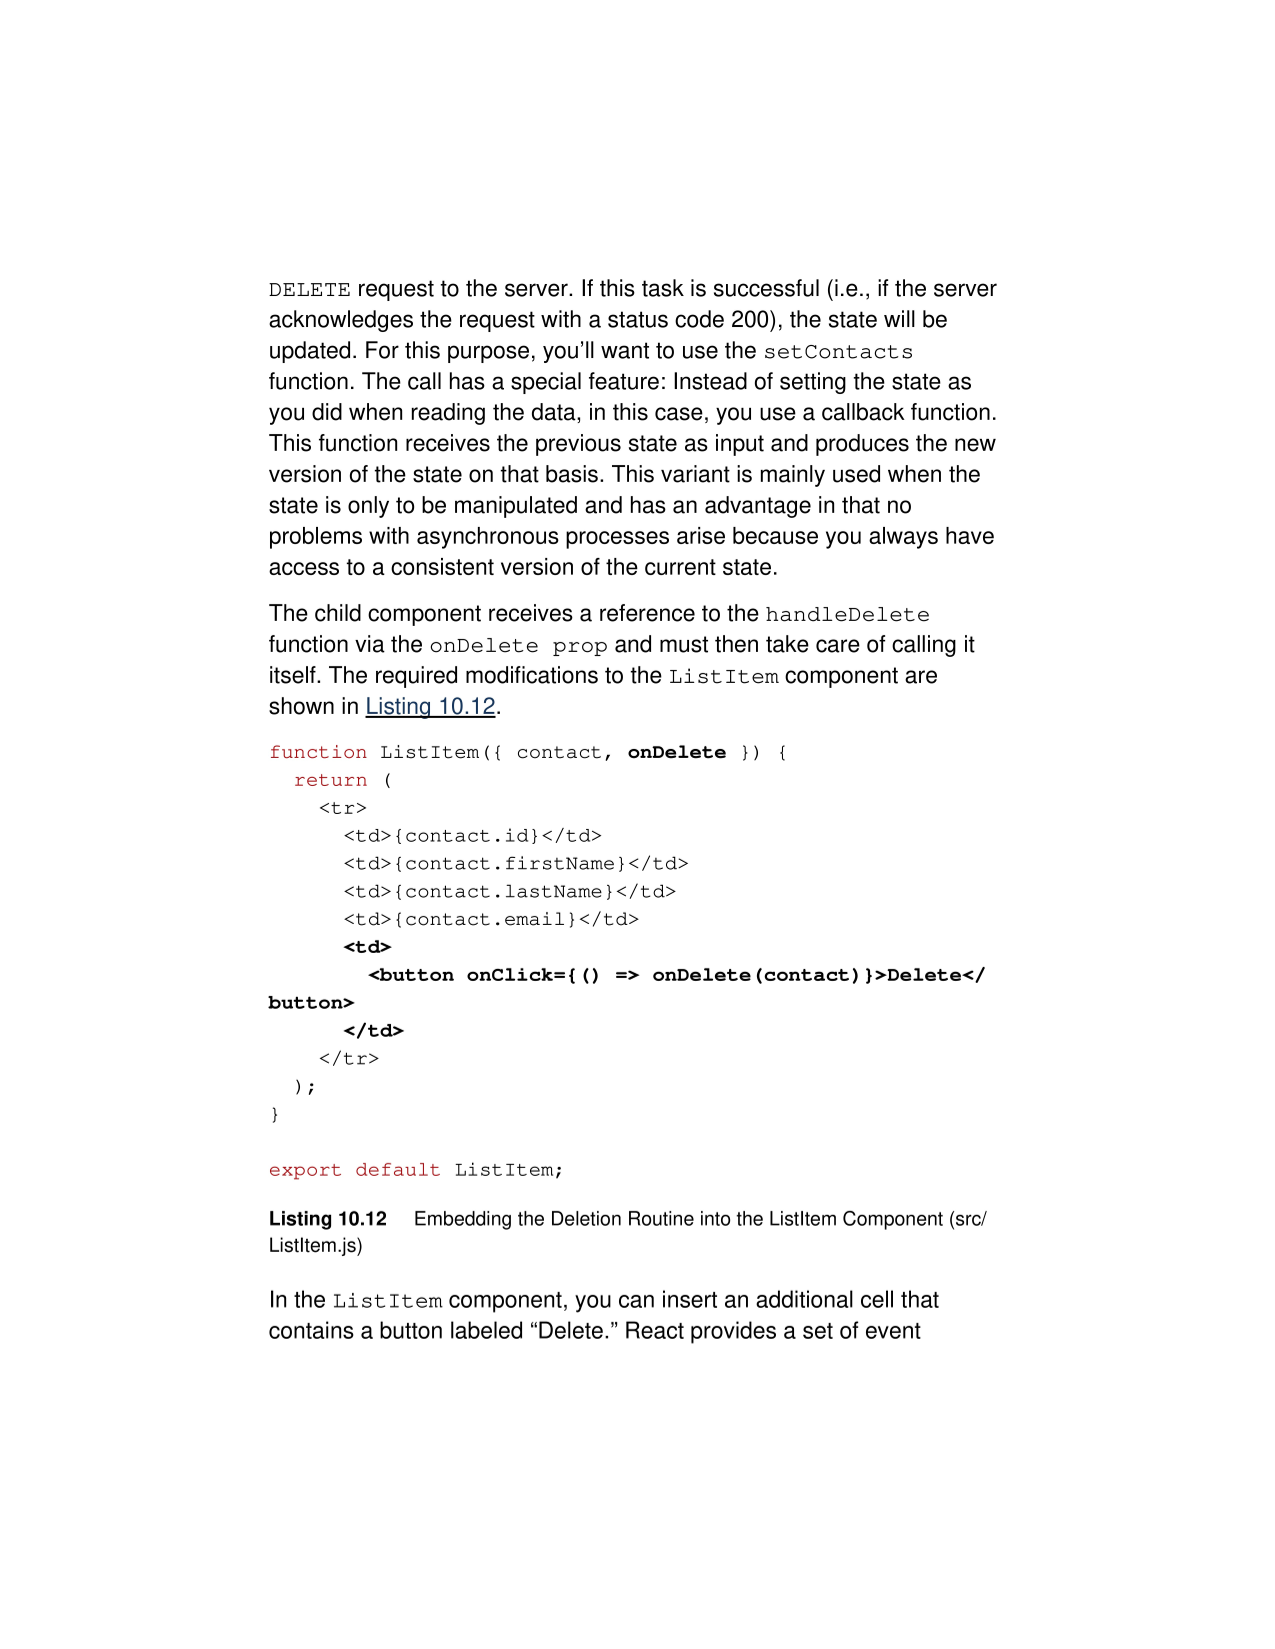 DELETE request to the server. If this task is successful (i.e., if the server
acknowledges the request with a status code 200), the state will be
updated. For this purpose, you’ll want to use the setContacts
function. The call has a special feature: Instead of setting the state as
you did when reading the data, in this case, you use a callback function.
This function receives the previous state as input and produces the new
version of the state on that basis. This variant is mainly used when the
state is only to be manipulated and has an advantage in that no
problems with asynchronous processes arise because you always have
access to a consistent version of the current state.
The child component receives a reference to the handleDelete
function via the onDelete prop and must then take care of calling it
itself. The required modifications to the ListItem component are
shown in Listing 10.12.
function ListItem({ contact, onDelete }) {
  return (
    <tr>
      <td>{contact.id}</td>
      <td>{contact.firstName}</td>
      <td>{contact.lastName}</td>
      <td>{contact.email}</td>
      <td>
        <button onClick={() => onDelete(contact)}>Delete</
button>
      </td>
    </tr>
  );
}
export default ListItem;
Listing 10.12 Embedding the Deletion Routine into the ListItem Component (src/
ListItem.js)
In the ListItem component, you can insert an additional cell that
contains a button labeled “Delete.” React provides a set of event